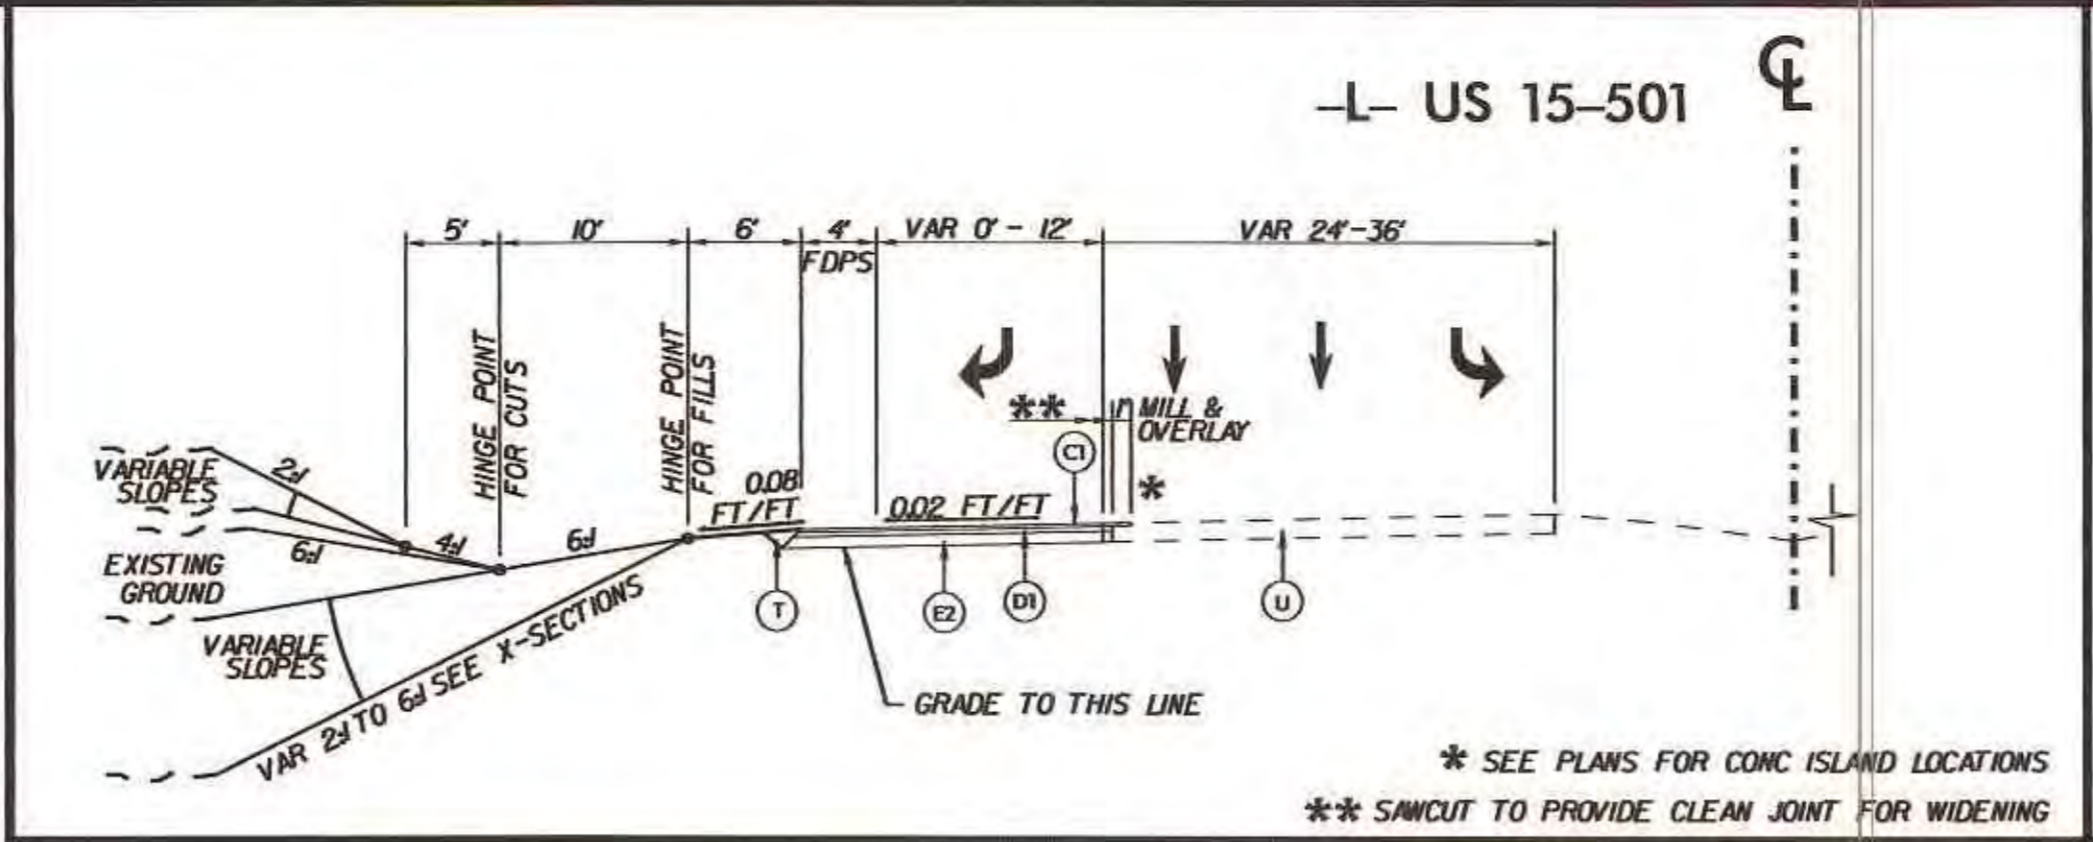 -L- US 15-501
CL
5'
10'
6'
4'
VAR 0' - 12'
VAR 24'-36'
FDPS
HINGE POINT
FOR CUTS
HINGE POINT
FOR FILLS
**
1' MILL &
OVERLAY
C1
*
VARIABLE
SLOPES
2:1
0.08
FT/FT
0.02 FT/FT
6:1
4:1
6:1
EXISTING
GROUND
T
E2
D1
U
VARIABLE
SLOPES
VAR 2:1 TO 6:1 SEE X-SECTIONS
GRADE TO THIS LINE
* SEE PLANS FOR CONC ISLAND LOCATIONS
** SAWCUT TO PROVIDE CLEAN JOINT FOR WIDENING